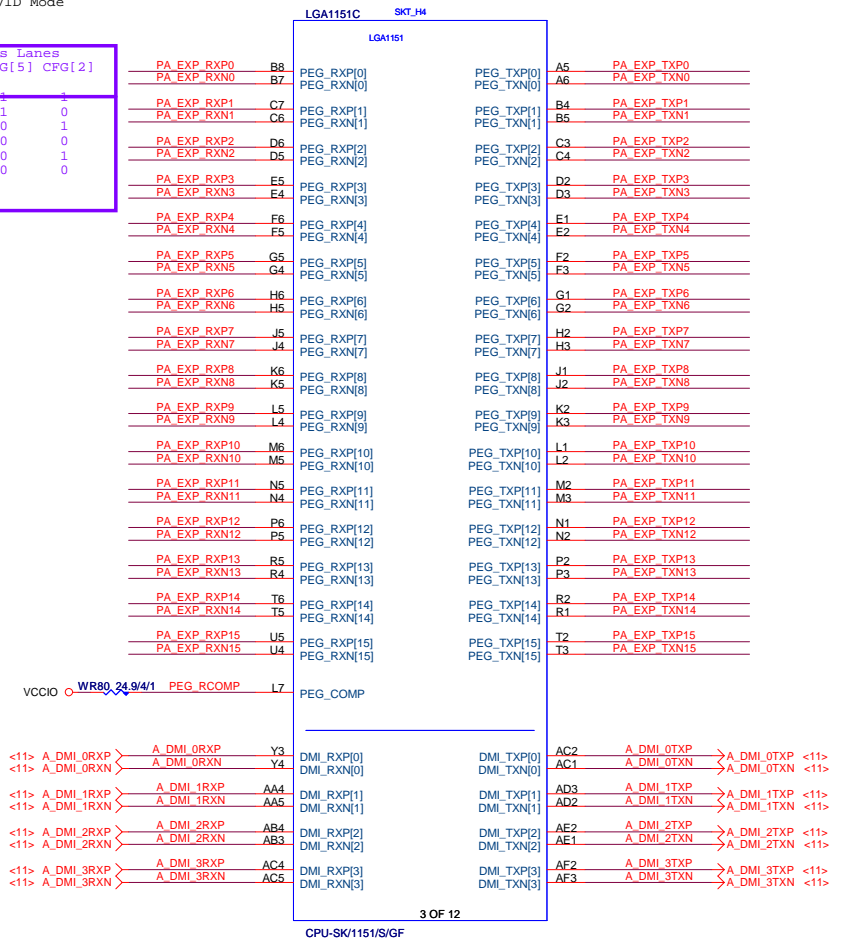 VID Mode
s Lanes
G[5] CFG[2]
1 1
1 0
0 1
0 0
0 1
0 0
LGA1151C SKT_H4
LGA1151
PA_EXP_RXP0 B8 PEG_RXP[0] PEG_TXP[0] A5 PA_EXP_TXP0
PA_EXP_RXN0 B7 PEG_RXN[0] PEG_TXN[0] A6 PA_EXP_TXN0
PA_EXP_RXP1 C7 PEG_RXP[1] PEG_TXP[1] B4 PA_EXP_TXP1
PA_EXP_RXN1 C6 PEG_RXN[1] PEG_TXN[1] B5 PA_EXP_TXN1
PA_EXP_RXP2 D6 PEG_RXP[2] PEG_TXP[2] C3 PA_EXP_TXP2
PA_EXP_RXN2 D5 PEG_RXN[2] PEG_TXN[2] C4 PA_EXP_TXN2
PA_EXP_RXP3 E5 PEG_RXP[3] PEG_TXP[3] D2 PA_EXP_TXP3
PA_EXP_RXN3 E4 PEG_RXN[3] PEG_TXN[3] D3 PA_EXP_TXN3
PA_EXP_RXP4 F6 PEG_RXP[4] PEG_TXP[4] E1 PA_EXP_TXP4
PA_EXP_RXN4 F5 PEG_RXN[4] PEG_TXN[4] E2 PA_EXP_TXN4
PA_EXP_RXP5 G5 PEG_RXP[5] PEG_TXP[5] F2 PA_EXP_TXP5
PA_EXP_RXN5 G4 PEG_RXN[5] PEG_TXN[5] F3 PA_EXP_TXN5
PA_EXP_RXP6 H6 PEG_RXP[6] PEG_TXP[6] G1 PA_EXP_TXP6
PA_EXP_RXN6 H5 PEG_RXN[6] PEG_TXN[6] G2 PA_EXP_TXN6
PA_EXP_RXP7 J5 PEG_RXP[7] PEG_TXP[7] H2 PA_EXP_TXP7
PA_EXP_RXN7 J4 PEG_RXN[7] PEG_TXN[7] H3 PA_EXP_TXN7
PA_EXP_RXP8 K6 PEG_RXP[8] PEG_TXP[8] J1 PA_EXP_TXP8
PA_EXP_RXN8 K5 PEG_RXN[8] PEG_TXN[8] J2 PA_EXP_TXN8
PA_EXP_RXP9 L5 PEG_RXP[9] PEG_TXP[9] K2 PA_EXP_TXP9
PA_EXP_RXN9 L4 PEG_RXN[9] PEG_TXN[9] K3 PA_EXP_TXN9
PA_EXP_RXP10 M6 PEG_RXP[10] PEG_TXP[10] L1 PA_EXP_TXP10
PA_EXP_RXN10 M5 PEG_RXN[10] PEG_TXN[10] L2 PA_EXP_TXN10
PA_EXP_RXP11 N5 PEG_RXP[11] PEG_TXP[11] M2 PA_EXP_TXP11
PA_EXP_RXN11 N4 PEG_RXN[11] PEG_TXN[11] M3 PA_EXP_TXN11
PA_EXP_RXP12 P6 PEG_RXP[12] PEG_TXP[12] N1 PA_EXP_TXP12
PA_EXP_RXN12 P5 PEG_RXN[12] PEG_TXN[12] N2 PA_EXP_TXN12
PA_EXP_RXP13 R5 PEG_RXP[13] PEG_TXP[13] P2 PA_EXP_TXP13
PA_EXP_RXN13 R4 PEG_RXN[13] PEG_TXN[13] P3 PA_EXP_TXN13
PA_EXP_RXP14 T6 PEG_RXP[14] PEG_TXP[14] R2 PA_EXP_TXP14
PA_EXP_RXN14 T5 PEG_RXN[14] PEG_TXN[14] R1 PA_EXP_TXN14
PA_EXP_RXP15 U5 PEG_RXP[15] PEG_TXP[15] T2 PA_EXP_TXP15
PA_EXP_RXN15 U4 PEG_RXN[15] PEG_TXN[15] T3 PA_EXP_TXN15
VCCIO WR80 24.9/4/1 PEG_RCOMP L7 PEG_COMP
<11> A_DMI_0RXP A_DMI_0RXP Y3 DMI_RXP[0] DMI_TXP[0] AC2 A_DMI_0TXP A_DMI_0TXP <11>
<11> A_DMI_0RXN A_DMI_0RXN Y4 DMI_RXN[0] DMI_TXN[0] AC1 A_DMI_0TXN A_DMI_0TXN <11>
<11> A_DMI_1RXP A_DMI_1RXP AA4 DMI_RXP[1] DMI_TXP[1] AD3 A_DMI_1TXP A_DMI_1TXP <11>
<11> A_DMI_1RXN A_DMI_1RXN AA5 DMI_RXN[1] DMI_TXN[1] AD2 A_DMI_1TXN A_DMI_1TXN <11>
<11> A_DMI_2RXP A_DMI_2RXP AB4 DMI_RXP[2] DMI_TXP[2] AE2 A_DMI_2TXP A_DMI_2TXP <11>
<11> A_DMI_2RXN A_DMI_2RXN AB3 DMI_RXN[2] DMI_TXN[2] AE1 A_DMI_2TXN A_DMI_2TXN <11>
<11> A_DMI_3RXP A_DMI_3RXP AC4 DMI_RXP[3] DMI_TXP[3] AF2 A_DMI_3TXP A_DMI_3TXP <11>
<11> A_DMI_3RXN A_DMI_3RXN AC5 DMI_RXN[3] DMI_TXN[3] AF3 A_DMI_3TXN A_DMI_3TXN <11>
3 OF 12
CPU-SK/1151/S/GF